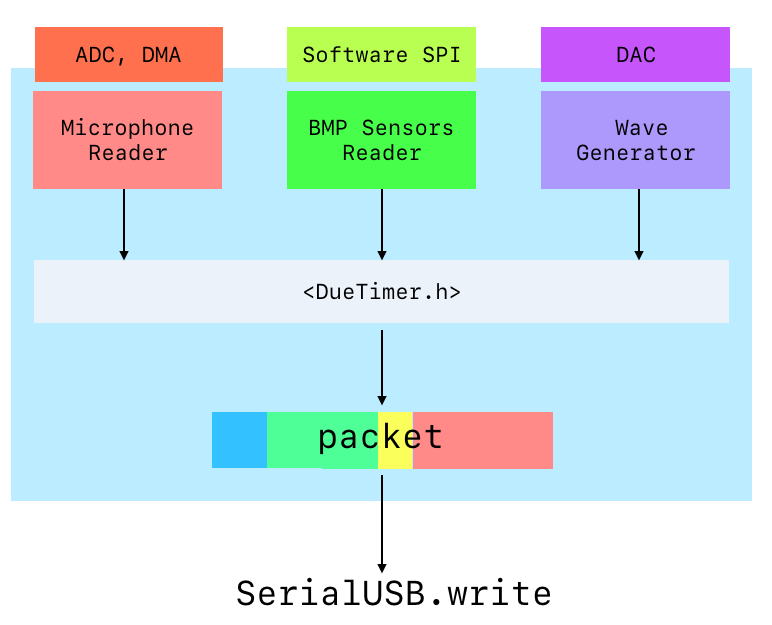 ADC, DMA
Software SPI
DAC
Microphone
Reader
BMP Sensors
Reader
Wave
Generator
<DueTimer.h>
packet
SerialUSB.write